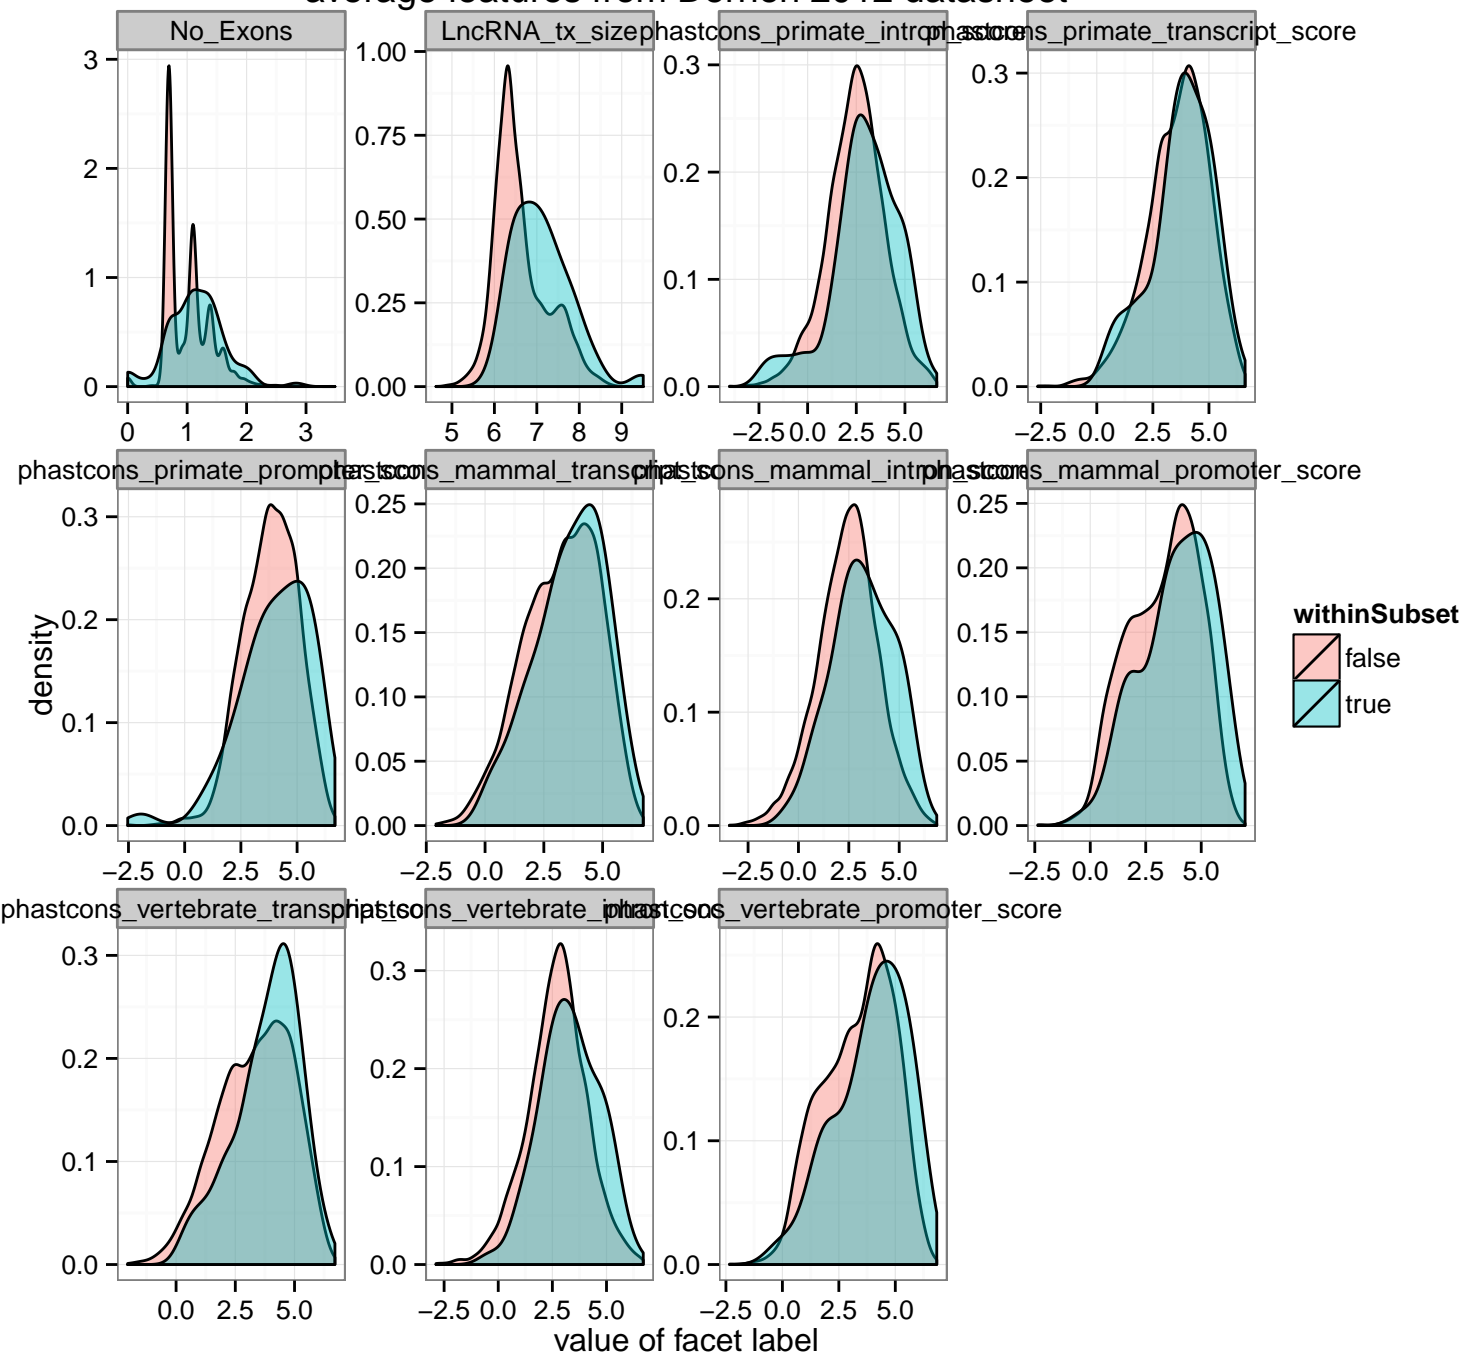 average features from Derrien 2012 datasheet
No_Exons
LncRNA_tx_size
phastcons_primate_intron_score
phastcons_primate_transcript_score
3
2
1
0
1.00
0.75
0.50
0.25
0.00
0.3
0.2
0.1
0.0
0.3
0.2
0.1
0.0
0 1 2 3
5 6 7 8 9
−2.5 0.0 2.5 5.0
−2.5 0.0 2.5 5.0
phastcons_primate_promoter_score
phastcons_mammal_transcript_score
phastcons_mammal_intron_score
phastcons_mammal_promoter_score
0.3
0.2
0.1
0.0
0.25
0.20
0.15
0.10
0.05
0.00
0.2
0.1
0.0
0.25
0.20
0.15
0.10
0.05
0.00
−2.5 0.0 2.5 5.0
−2.5 0.0 2.5 5.0
−2.5 0.0 2.5 5.0
−2.5 0.0 2.5 5.0
phastcons_vertebrate_transcript_score
phastcons_vertebrate_intron_score
phastcons_vertebrate_promoter_score
0.3
0.2
0.1
0.0
0.3
0.2
0.1
0.0
0.2
0.1
0.0
0.0 2.5 5.0
−2.5 0.0 2.5 5.0
−2.5 0.0 2.5 5.0
density
value of facet label
withinSubset
false
true